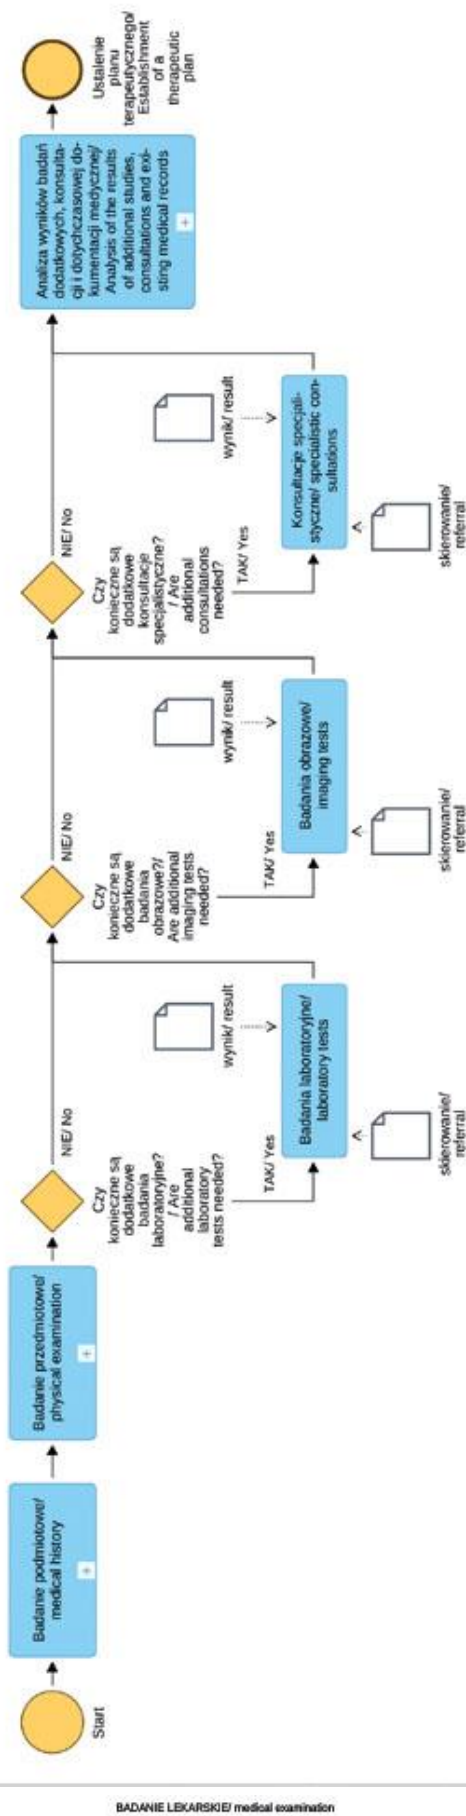 BADANIE LEKARSKIE/ medical examination
Start
Badanie podmiotowe/
medical history
+
Badanie przedmiotowe/
physical examination
+
Czy
konieczne są
dodatkowe
badania
laboratoryjne?
/ Are
additional
laboratory
tests needed?
NIE/ No
TAK/ Yes
Badania laboratoryjne/
laboratory tests
wynik/ result
skierowanie/
referral
Czy
konieczne są
dodatkowe
badania
obrazowe?/
Are additional
imaging tests
needed?
NIE/ No
TAK/ Yes
Badania obrazowe/
imaging tests
wynik/ result
skierowanie/
referral
Czy
konieczne są
dodatkowe
konsultacje
specjalistyczne?
/ Are
additional
consultations
needed?
NIE/ No
TAK/ Yes
Konsultacje specjali-
styczne/ specialistic con-
sultations
wynik/ result
skierowanie/
referral
Analiza wyników badań
dodatkowych, konsulta-
cji i dotychczasowej do-
kumentacji medycznej/
Analysis of the results
of additional studies,
consultations and exi-
sting medical records
+
Ustalenie
planu
terapeutycznego/
Establishment
of a
therapeutic
plan